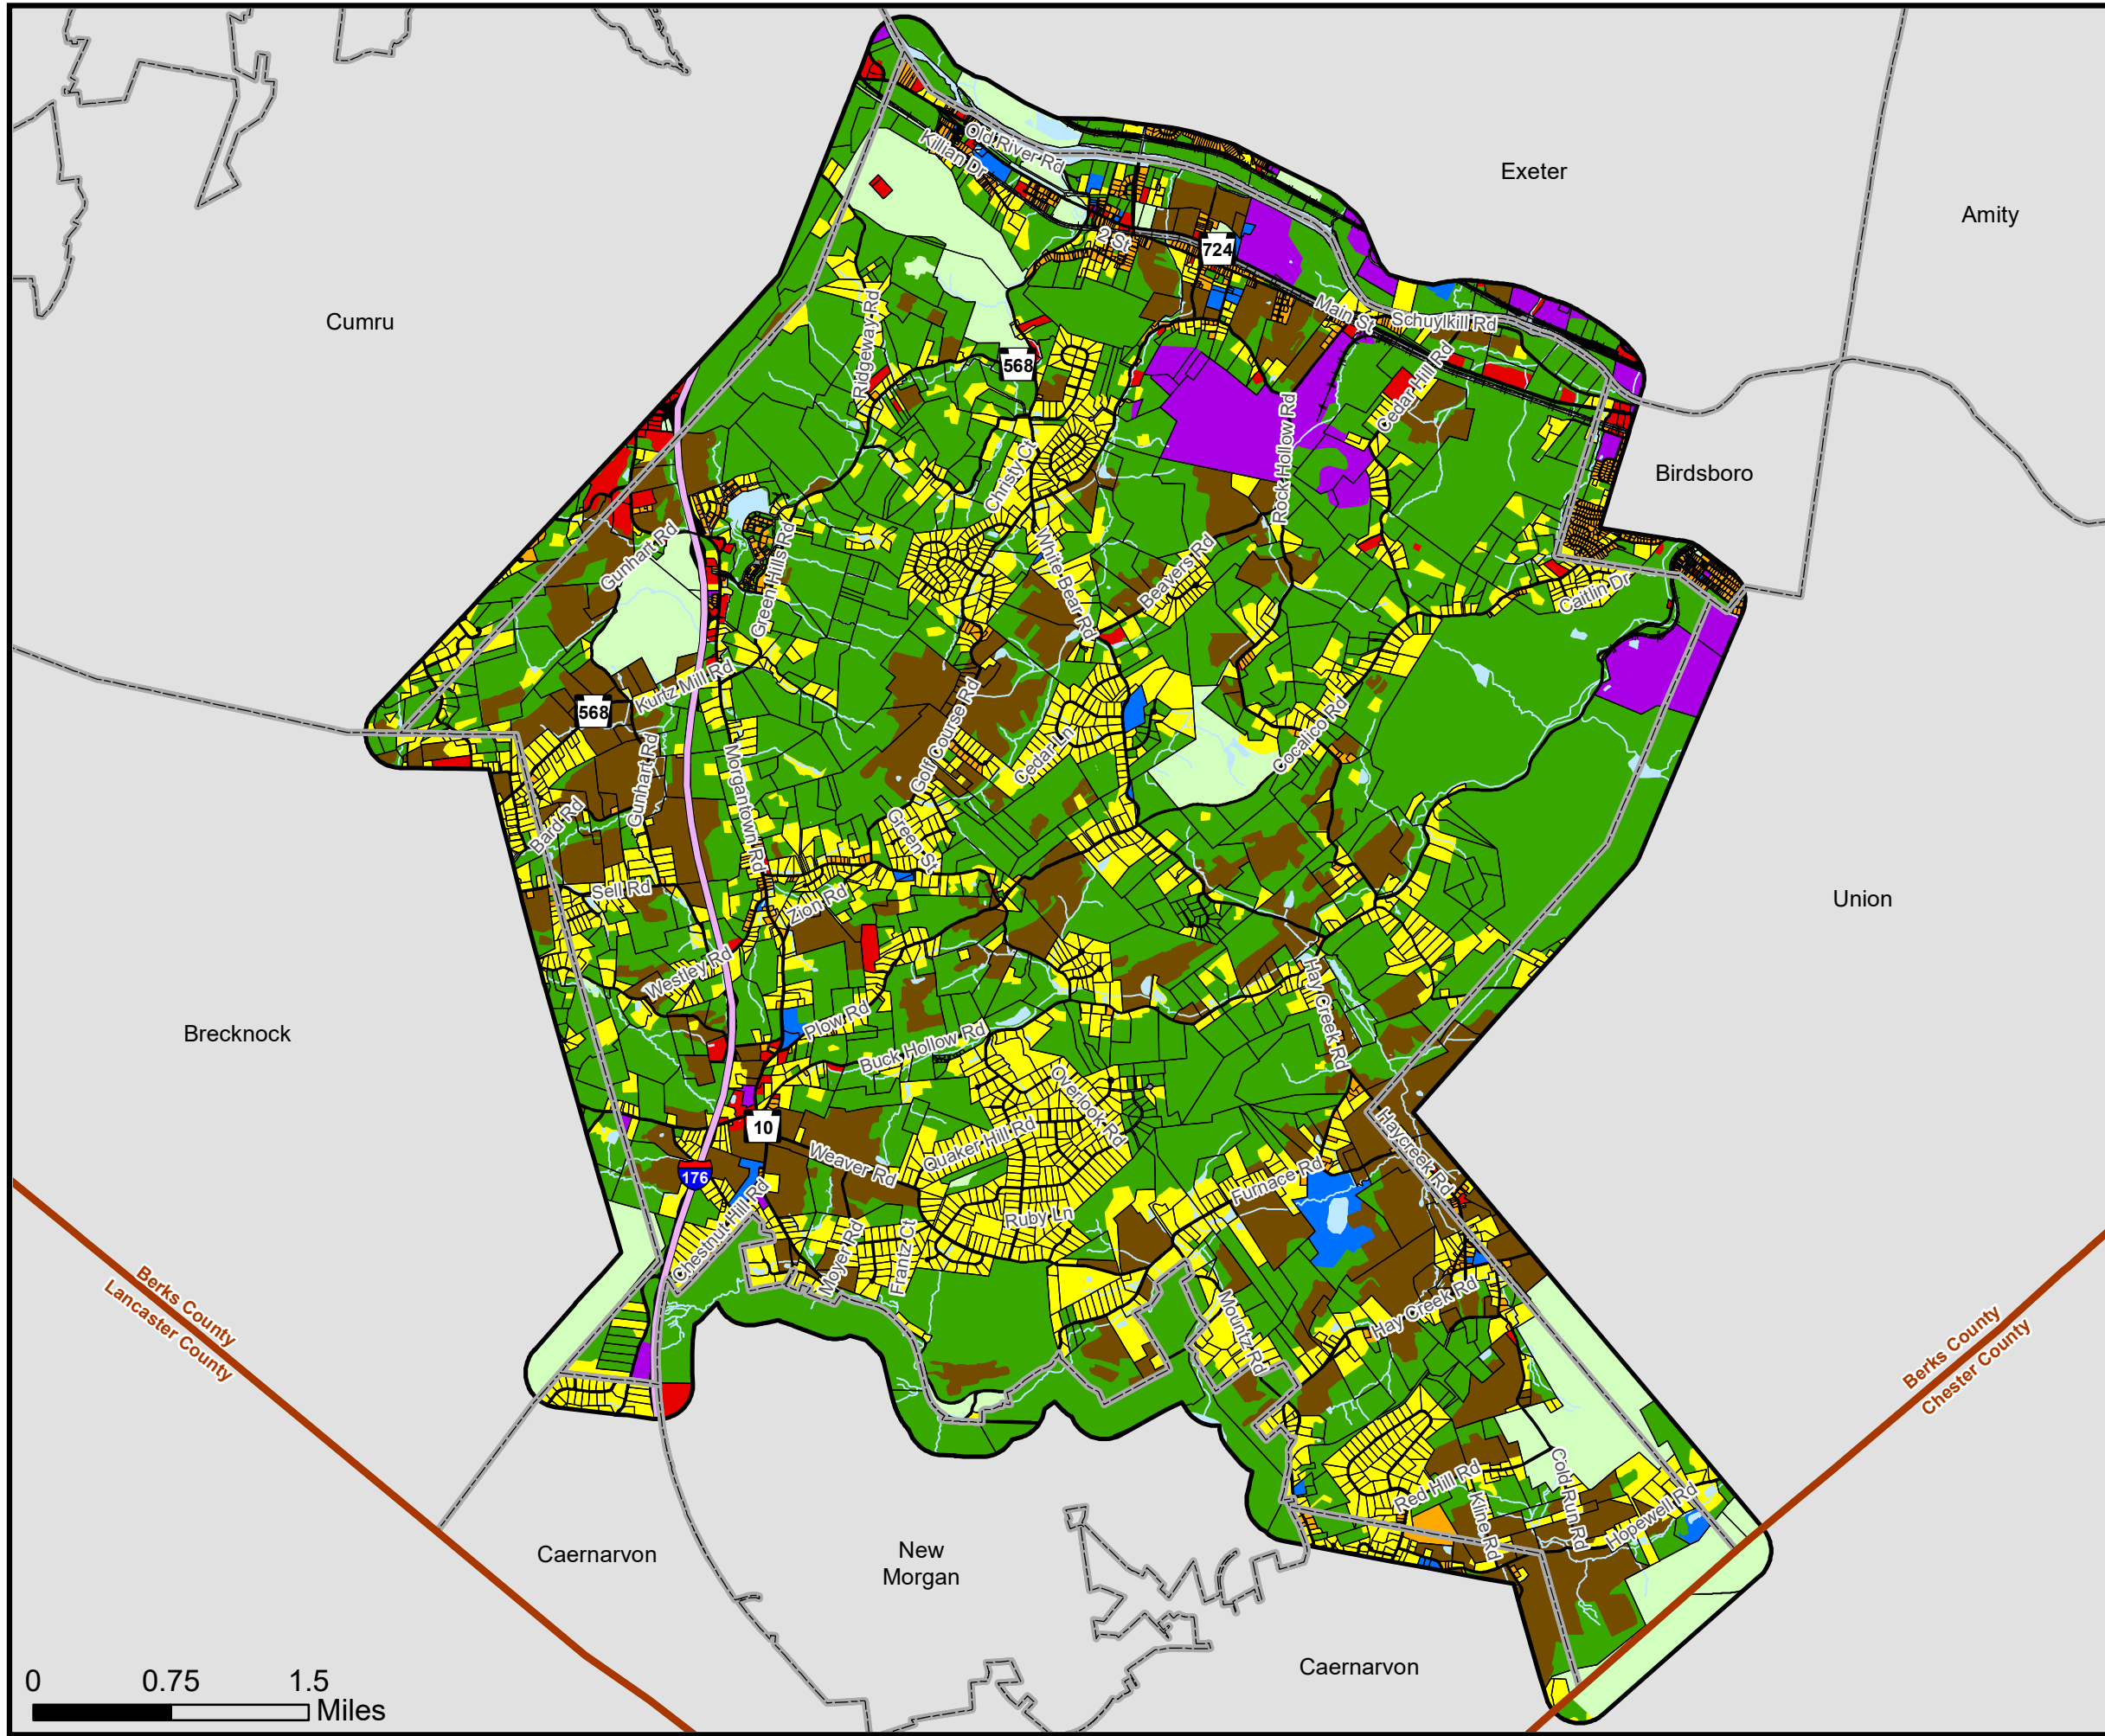 Exeter
Amity
Old River Rd
Killian Dr
2 St
724
Cumru
Main St
Schuylkill Rd
Ridgeway Rd
568
Cedar Hill Rd
Rock Hollow Rd
Christy Ct
Birdsboro
Gunhart Rd
Green Hills Rd
White Bear Rd
Beavers Rd
Caitlin Dr
Kurtz Mill Rd
568
Golf Course Rd
Cocalico Rd
Cedar Ln
Gunhart Rd
Morgantown Rd
Bard Rd
Green St
Sell Rd
Zion Rd
Union
Westley Rd
Hay Creek Rd
Brecknock
Plow Rd
Buck Hollow Rd
Overlook Rd
10
Quaker Hill Rd
Weaver Rd
Haycreek Rd
176
Furnace Rd
Chestnut Hill Rd
Ruby Ln
Moyer Rd
Frantz Ct
Mountz Rd
Hay Creek Rd
Berks County
Lancaster County
Berks County
Chester County
Red Hill Rd
Kline Rd
Cold Run Rd
Hopewell Rd
Caernarvon
New
Morgan
Caernarvon
0 0.75 1.5
Miles